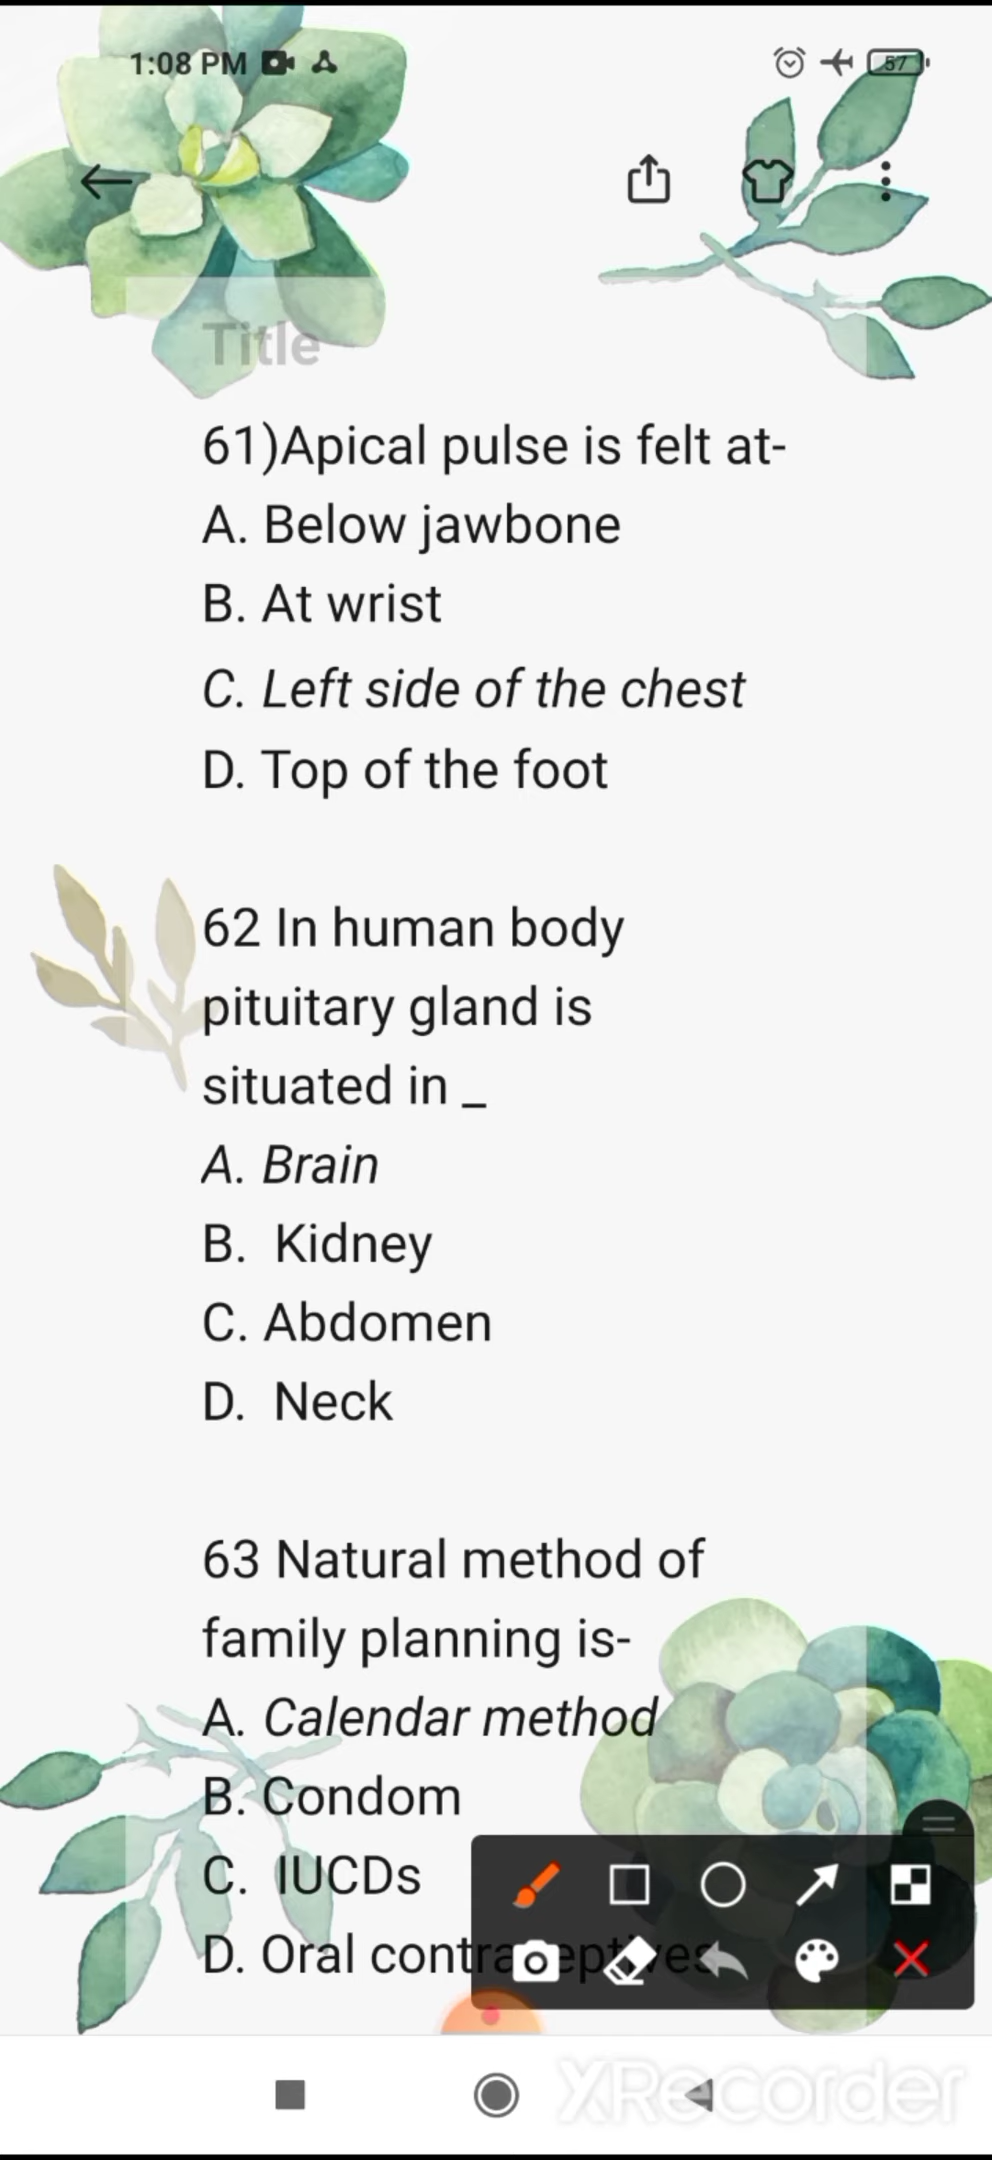 1:08 PM
57
Title
61)Apical pulse is felt at-
A. Below jawbone
B. At wrist
C. Left side of the chest
D. Top of the foot
62 In human body
pituitary gland is
situated in _
A. Brain
B. Kidney
C. Abdomen
D. Neck
63 Natural method of
family planning is-
A. Calendar method
B. Condom
C. IUCDs
D. Oral contraceptives
XRecorder